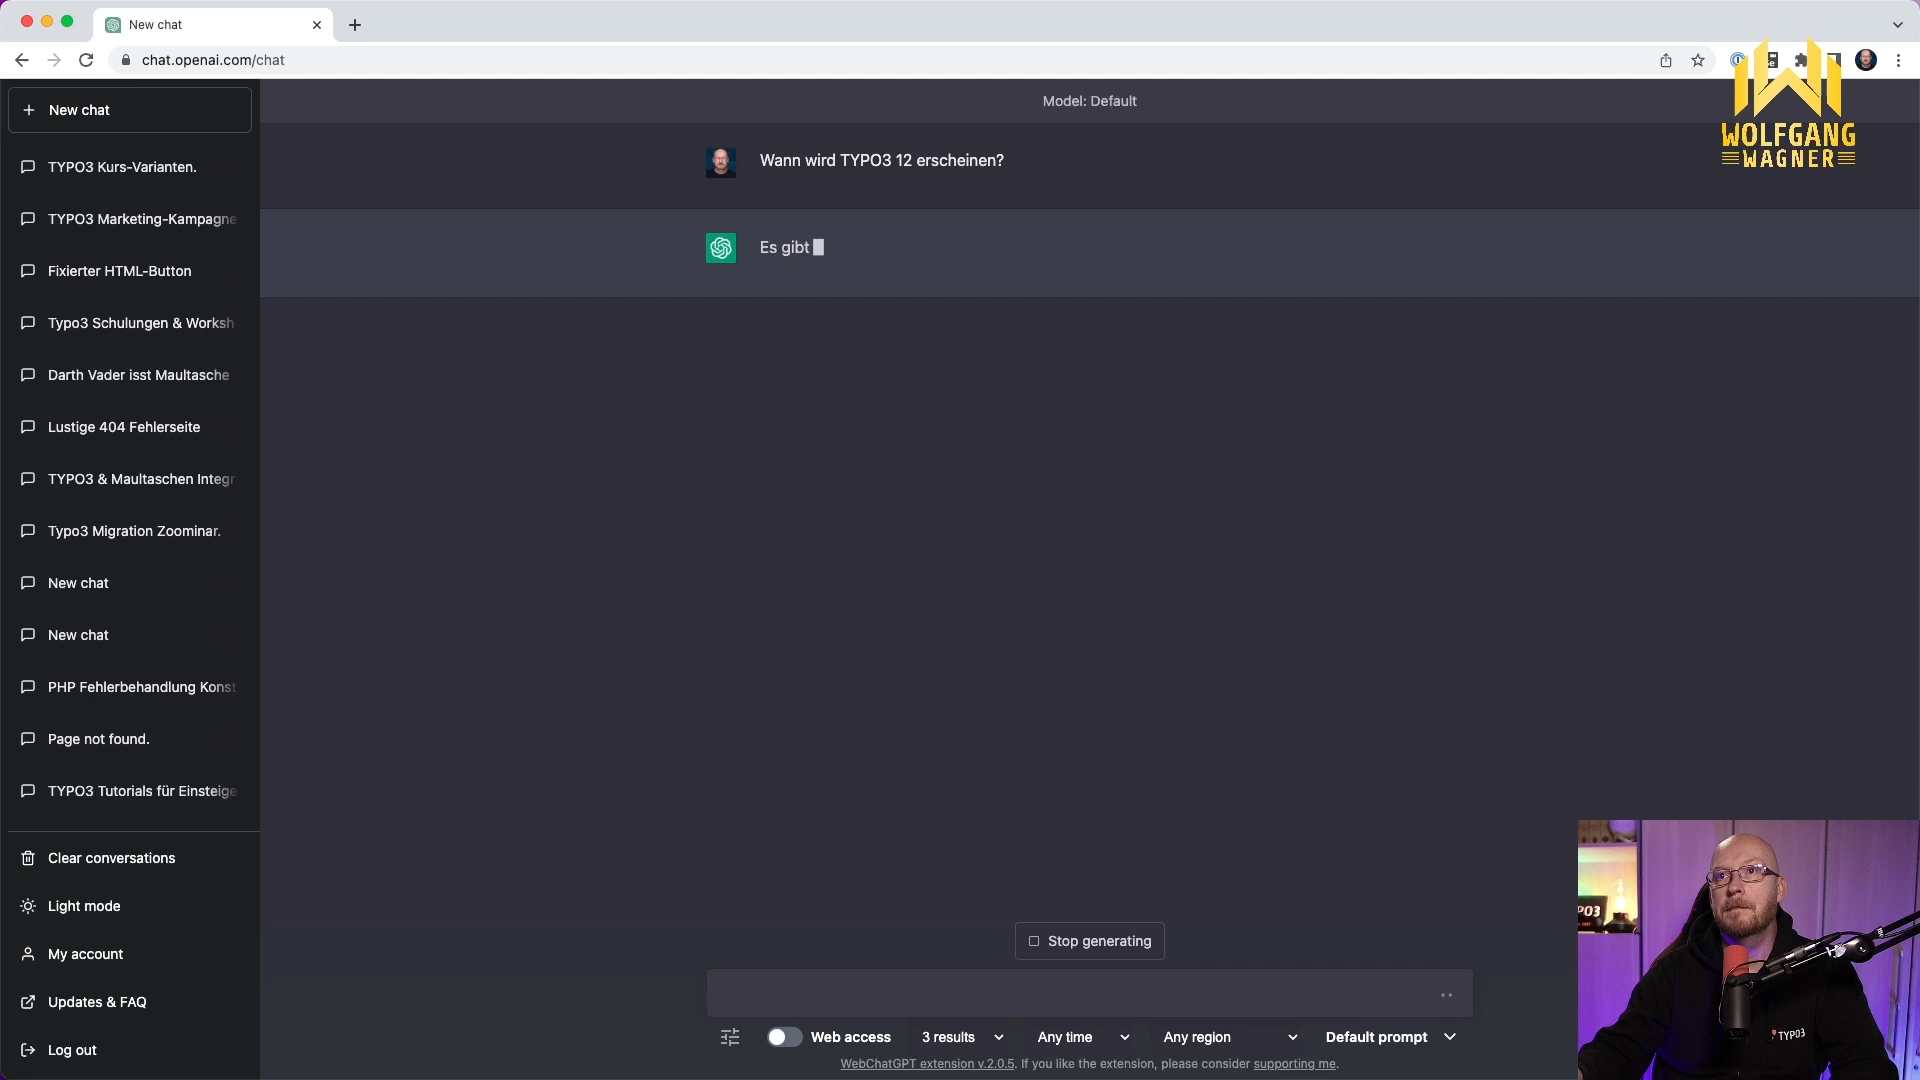 New chat
chat.openai.com/chat
New chat
TYPO3 Kurs-Varianten.
TYPO3 Marketing-Kampagne
Fixierter HTML-Button
Typo3 Schulungen & Worksh
Darth Vader isst Maultasche
Lustige 404 Fehlerseite
TYPO3 & Maultaschen Integr
Typo3 Migration Zoominar.
New chat
New chat
PHP Fehlerbehandlung Konst
Page not found.
TYPO3 Tutorials für Einsteige
Clear conversations
Light mode
My account
Updates & FAQ
Log out
Model: Default
WOLFGANG
WAGNER
Wann wird TYPO3 12 erscheinen?
Es gibt
Stop generating
Web access
3 results
Any time
Any region
Default prompt
WebChatGPT extension v.2.0.5. If you like the extension, please consider supporting me.
PO3
TYPO3